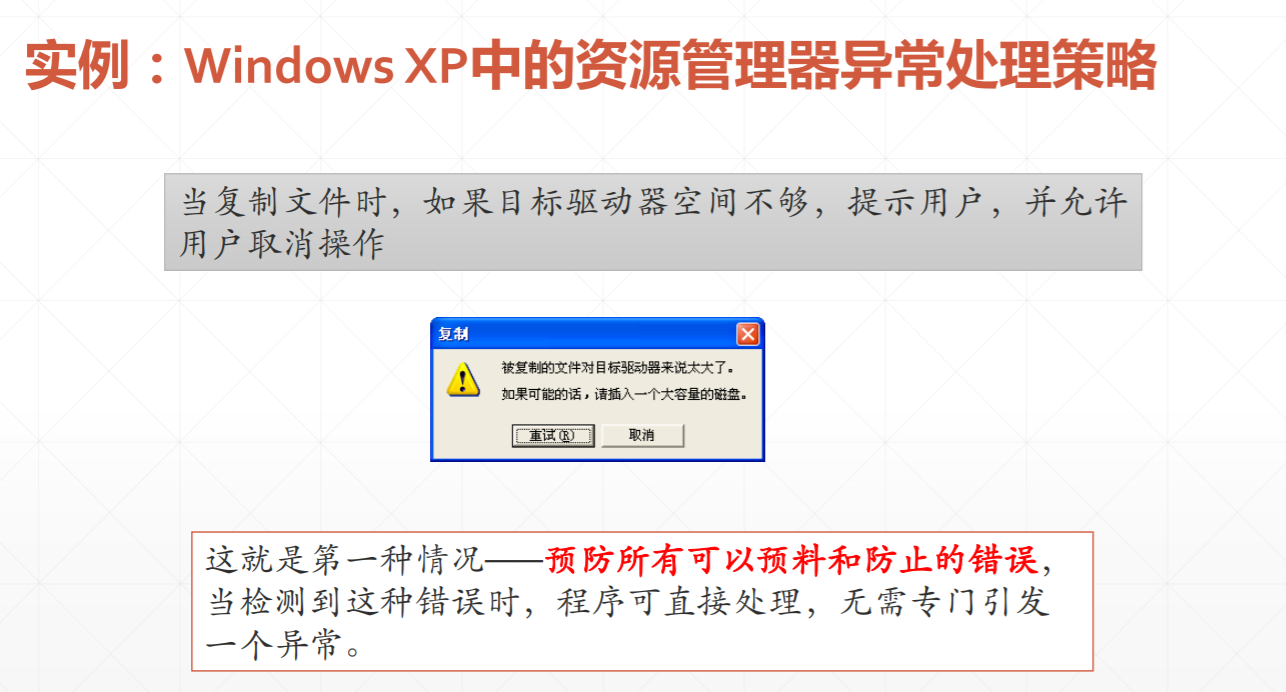 实例：Windows XP中的资源管理器异常处理策略
当复制文件时，如果目标驱动器空间不够，提示用户，并允许
用户取消操作
复制
被复制的文件对目标驱动器来说太大了。
如果可能的话，请插入一个大容量的磁盘。
重试(R) 取消
这就是第一种情况——预防所有可以预料和防止的错误，
当检测到这种错误时，程序可直接处理，无需专门引发
一个异常。